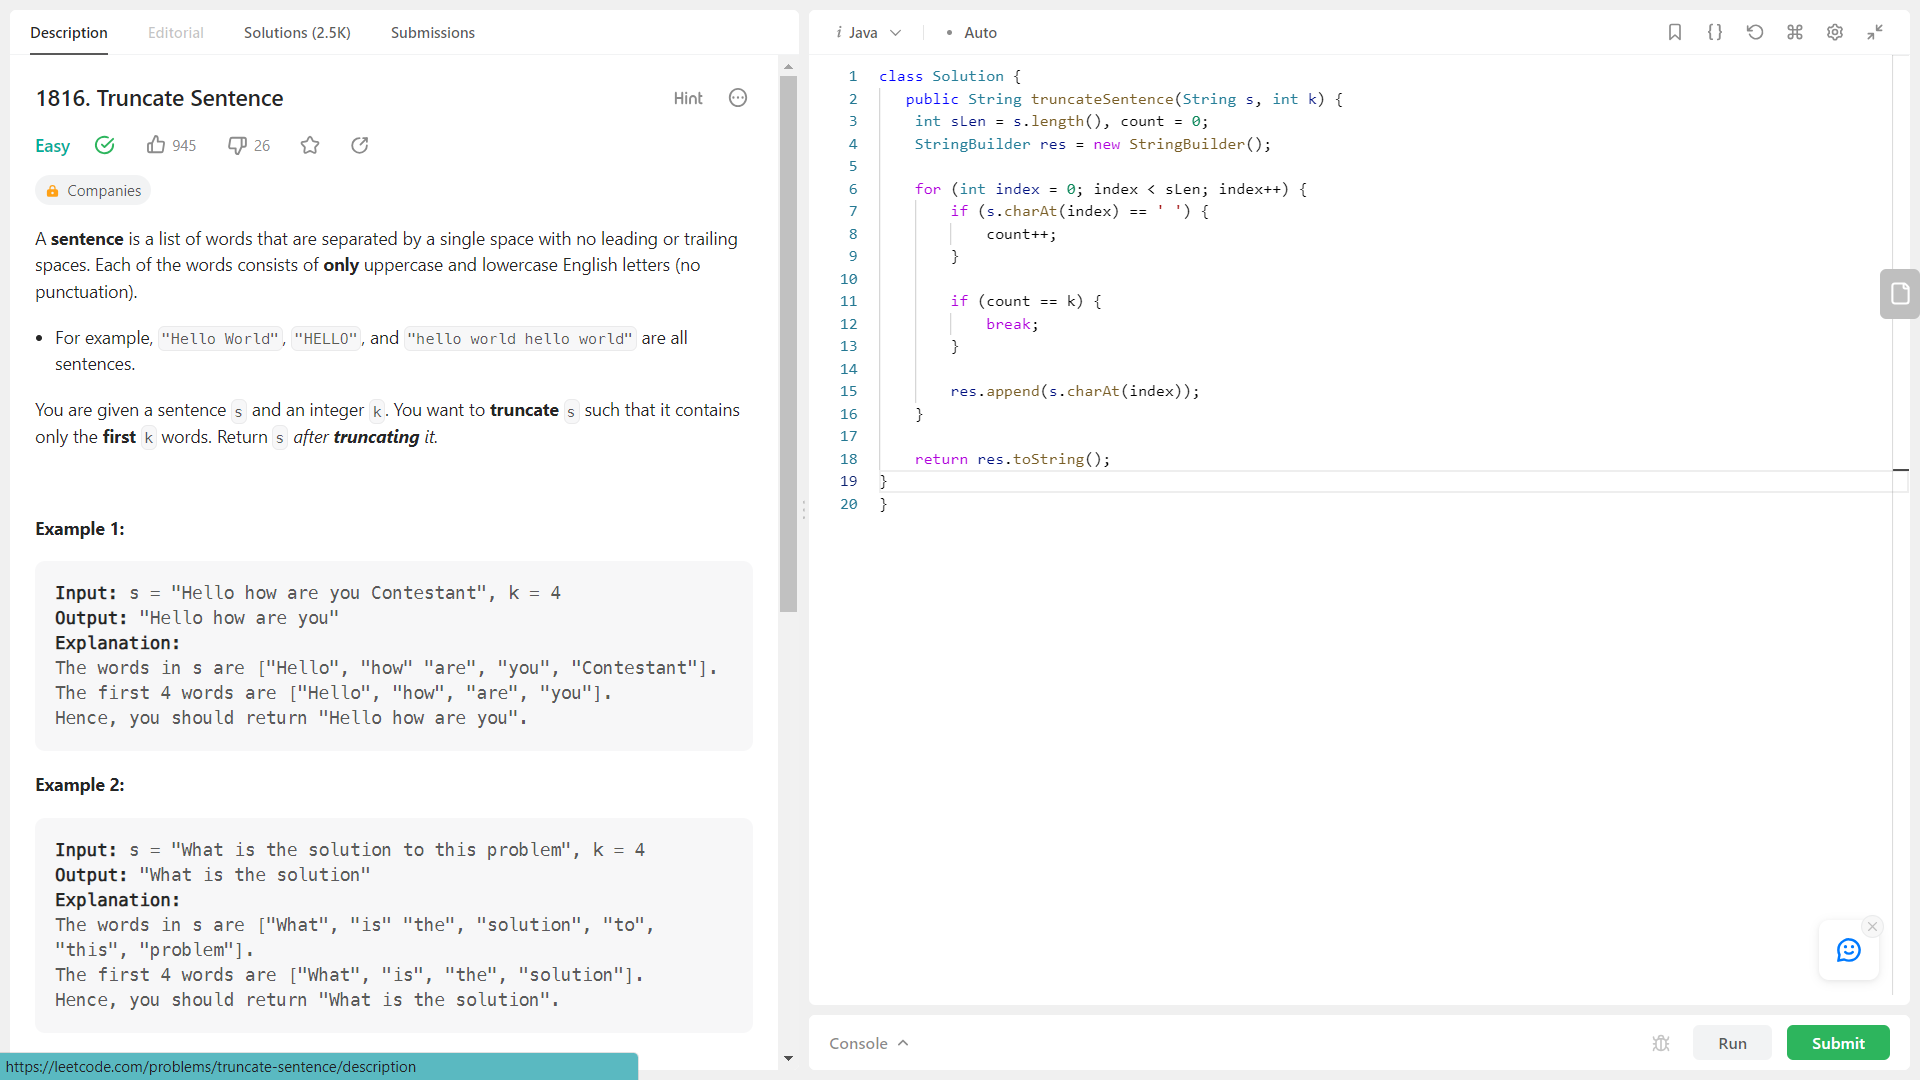 Description
Editorial
Solutions (2.5K)
Submissions
1816. Truncate Sentence
Hint
Easy
945
26
Companies
A sentence is a list of words that are separated by a single space with no leading or trailing
spaces. Each of the words consists of only uppercase and lowercase English letters (no
punctuation).
• For example, "Hello World", "HELLO", and "hello world hello world" are all
sentences.
You are given a sentence s and an integer k. You want to truncate s such that it contains
only the first k words. Return s after truncating it.
Example 1:
Input: s = "Hello how are you Contestant", k = 4
Output: "Hello how are you"
Explanation:
The words in s are ["Hello", "how" "are", "you", "Contestant"].
The first 4 words are ["Hello", "how", "are", "you"].
Hence, you should return "Hello how are you".
Example 2:
Input: s = "What is the solution to this problem", k = 4
Output: "What is the solution"
Explanation:
The words in s are ["What", "is" "the", "solution", "to",
"this", "problem"].
The first 4 words are ["What", "is", "the", "solution"].
Hence, you should return "What is the solution".
https://leetcode.com/problems/truncate-sentence/description
i Java
• Auto
1 class Solution {
2 public String truncateSentence(String s, int k) {
3 int sLen = s.length(), count = 0;
4 StringBuilder res = new StringBuilder();
5
6 for (int index = 0; index < sLen; index++) {
7 if (s.charAt(index) == ' ') {
8 count++;
9 }
10
11 if (count == k) {
12 break;
13 }
14
15 res.append(s.charAt(index));
16 }
17
18 return res.toString();
19 }
20 }
Console
Run
Submit